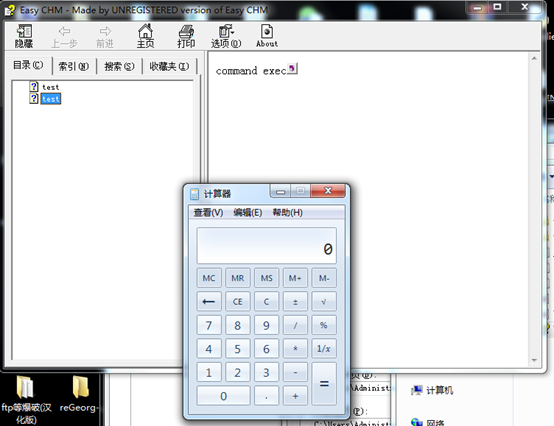 Easy CHM - Made by UNREGISTERED version of Easy CHM
隐藏 上一步 前进 主页 打印 选项(O) About
目录(C) 索引(N) 搜索(S) 收藏夹(I)
test
test
command exec
计算器
查看(V) 编辑(E) 帮助(H)
0
MC MR MS M+ M-
← CE C ± √
7 8 9 / %
4 5 6 * 1/x
1 2 3 - =
0 . +
ftp等爆破(汉化版)
reGeorg-
计算机
网络